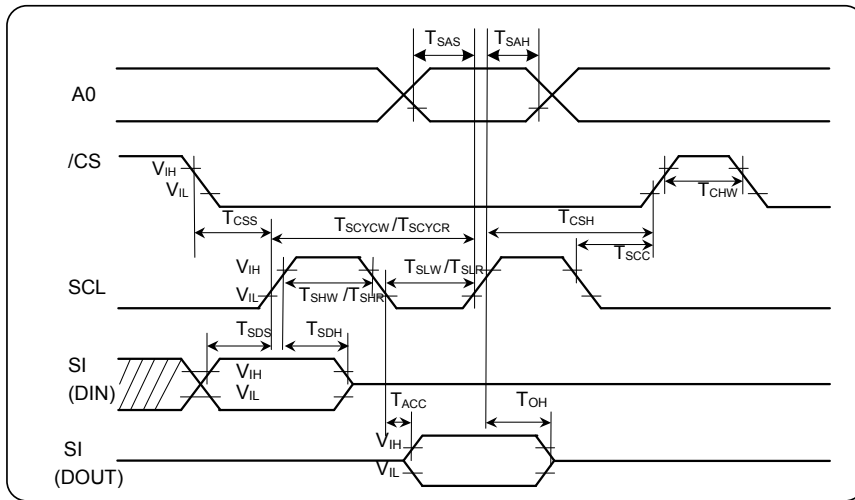 TSAS TSAH
A0
/CS
VIH
VIL
TCHW
TCSS TSCYCW /TSCYCR TCSH
TSCC
VIH TSLW /TSLR
SCL
VIL TSHW /TSHR
TSDS TSDH
SI
(DIN)
VIH
VIL
TACC TOH
SI
(DOUT)
VIH
VIL